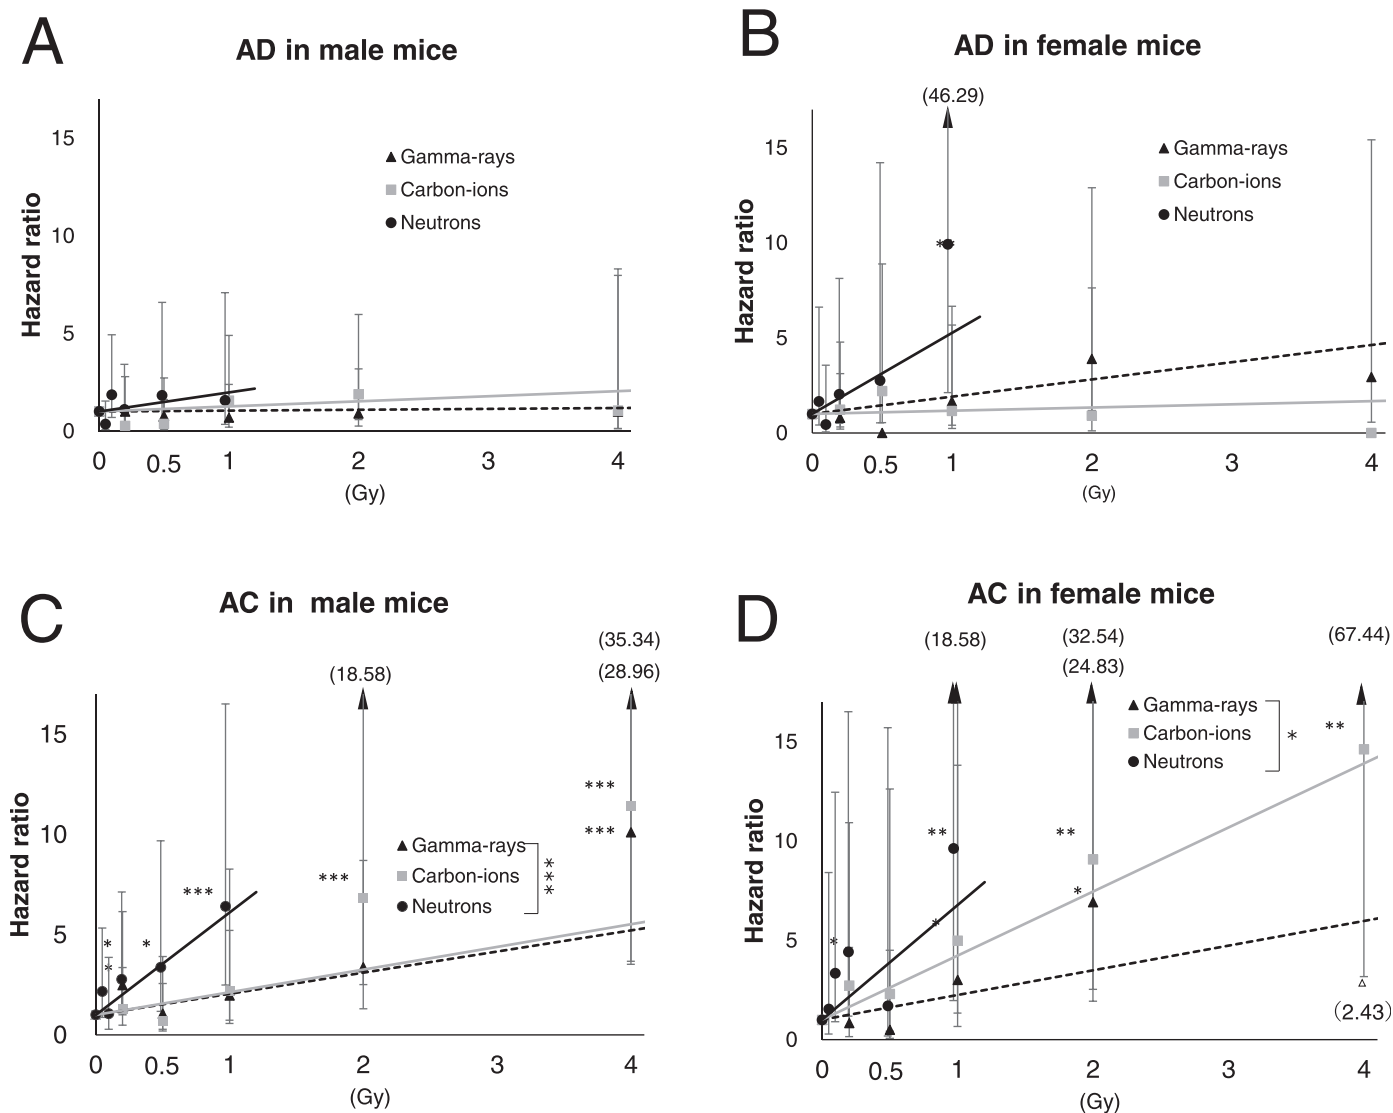 A
AD in male mice
Hazard ratio
15
10
5
0
Gamma-rays
Carbon-ions
Neutrons
0 0.5 1 2 3 4
(Gy)
B
AD in female mice
(46.29)
Hazard ratio
15
10
5
0
Gamma-rays
Carbon-ions
Neutrons
**
0 0.5 1 2 3 4
(Gy)
C
AC in male mice
(18.58)
(35.34)
(28.96)
Hazard ratio
15
10
5
0
Gamma-rays
Carbon-ions
Neutrons
***
*
*
*
***
***
***
***
0 0.5 1 2 3 4
(Gy)
D
AC in female mice
(18.58)
(32.54)
(24.83)
(67.44)
Hazard ratio
15
10
5
0
Gamma-rays
Carbon-ions
Neutrons
*
*
**
*
**
*
**
(2.43)
0 0.5 1 2 3 4
(Gy)